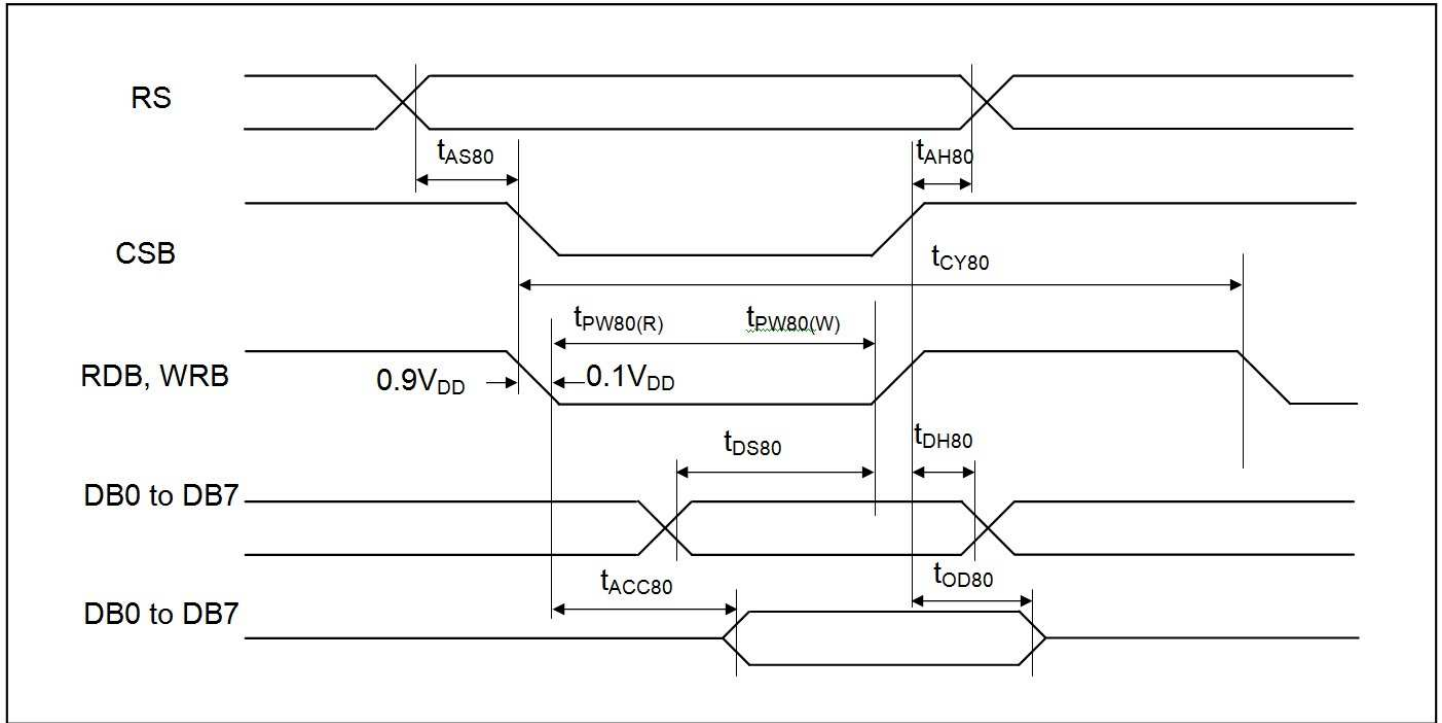 RS
tAS80
tAH80
CSB
tCY80
tPW80(R)
tPW80(W)
RDB, WRB
0.9VDD
0.1VDD
tDS80
tDH80
DB0 to DB7
tACC80
tOD80
DB0 to DB7